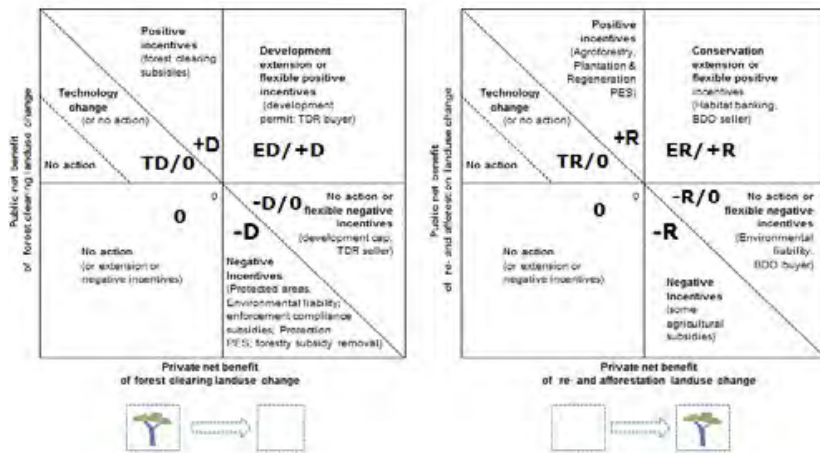 Public net benefit
of forest clearing landuse change
Positive
incentives
(forest clearing
subsidies)
Technology
change
(or no action)
No action
+D
TD/0
Development
extension or
flexible positive
incentives
(development
permit: TDR buyer)
ED/+D
0
0
No action
(or extension or
negative incentives)
-D/0
-D
No action or
flexible negative
incentives
(development cap,
TDR seller)
Negative
Incentives
(Protected areas,
Environmental liability;
enforcement compliance
subsidies; Protection
PES; forestry subsidy removal)
Private net benefit
of forest clearing landuse change
Public net benefit
of re- and afforestation landuse change
Positive
incentives
(Agroforestry,
Plantation &
Regeneration
PES)
Technology
change
(or no action)
No action
+R
TR/0
Conservation
extension or
flexible positive
incentives
(Habitat banking,
BDO seller)
ER/+R
0
0
No action
(or extension or
negative incentives)
-R/0
-R
No action or
flexible negative
incentives
(Environmental
liability,
BDO buyer)
Negative
Incentives
(some
agricultural
subsidies)
Private net benefit
of re- and afforestation landuse change